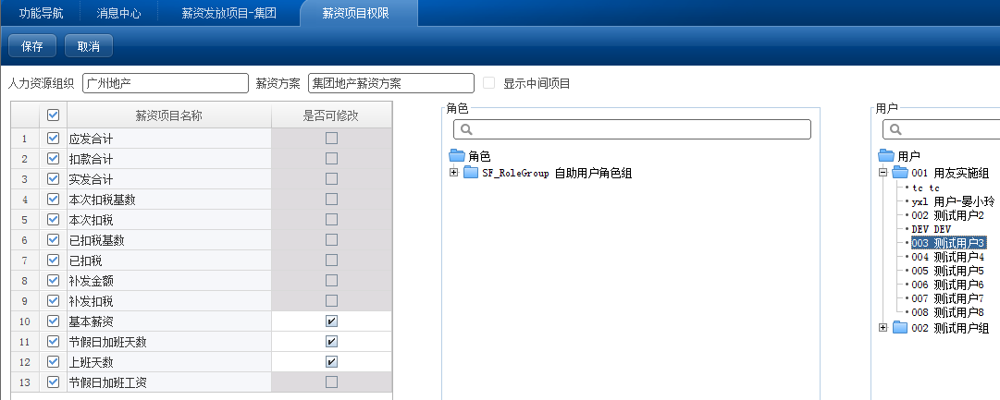 功能导航 消息中心 薪资发放项目-集团 薪资项目权限
保存 取消
人力资源组织 广州地产 薪资方案 集团地产薪资方案 显示中间项目
薪资项目名称 是否可修改
1 应发合计
2 扣款合计
3 实发合计
4 本次扣税基数
5 本次扣税
6 已扣税基数
7 已扣税
8 补发金额
9 补发扣税
10 基本薪资
11 节假日加班天数
12 上班天数
13 节假日加班工资
角色
角色
SF_RoleGroup 自助用户角色组
用户
用户
001 用友实施组
tc tc
yxl 用户-晏小玲
002 测试用户2
DEV DEV
003 测试用户3
004 测试用户4
005 测试用户5
006 测试用户6
007 测试用户7
008 测试用户8
002 测试用户组